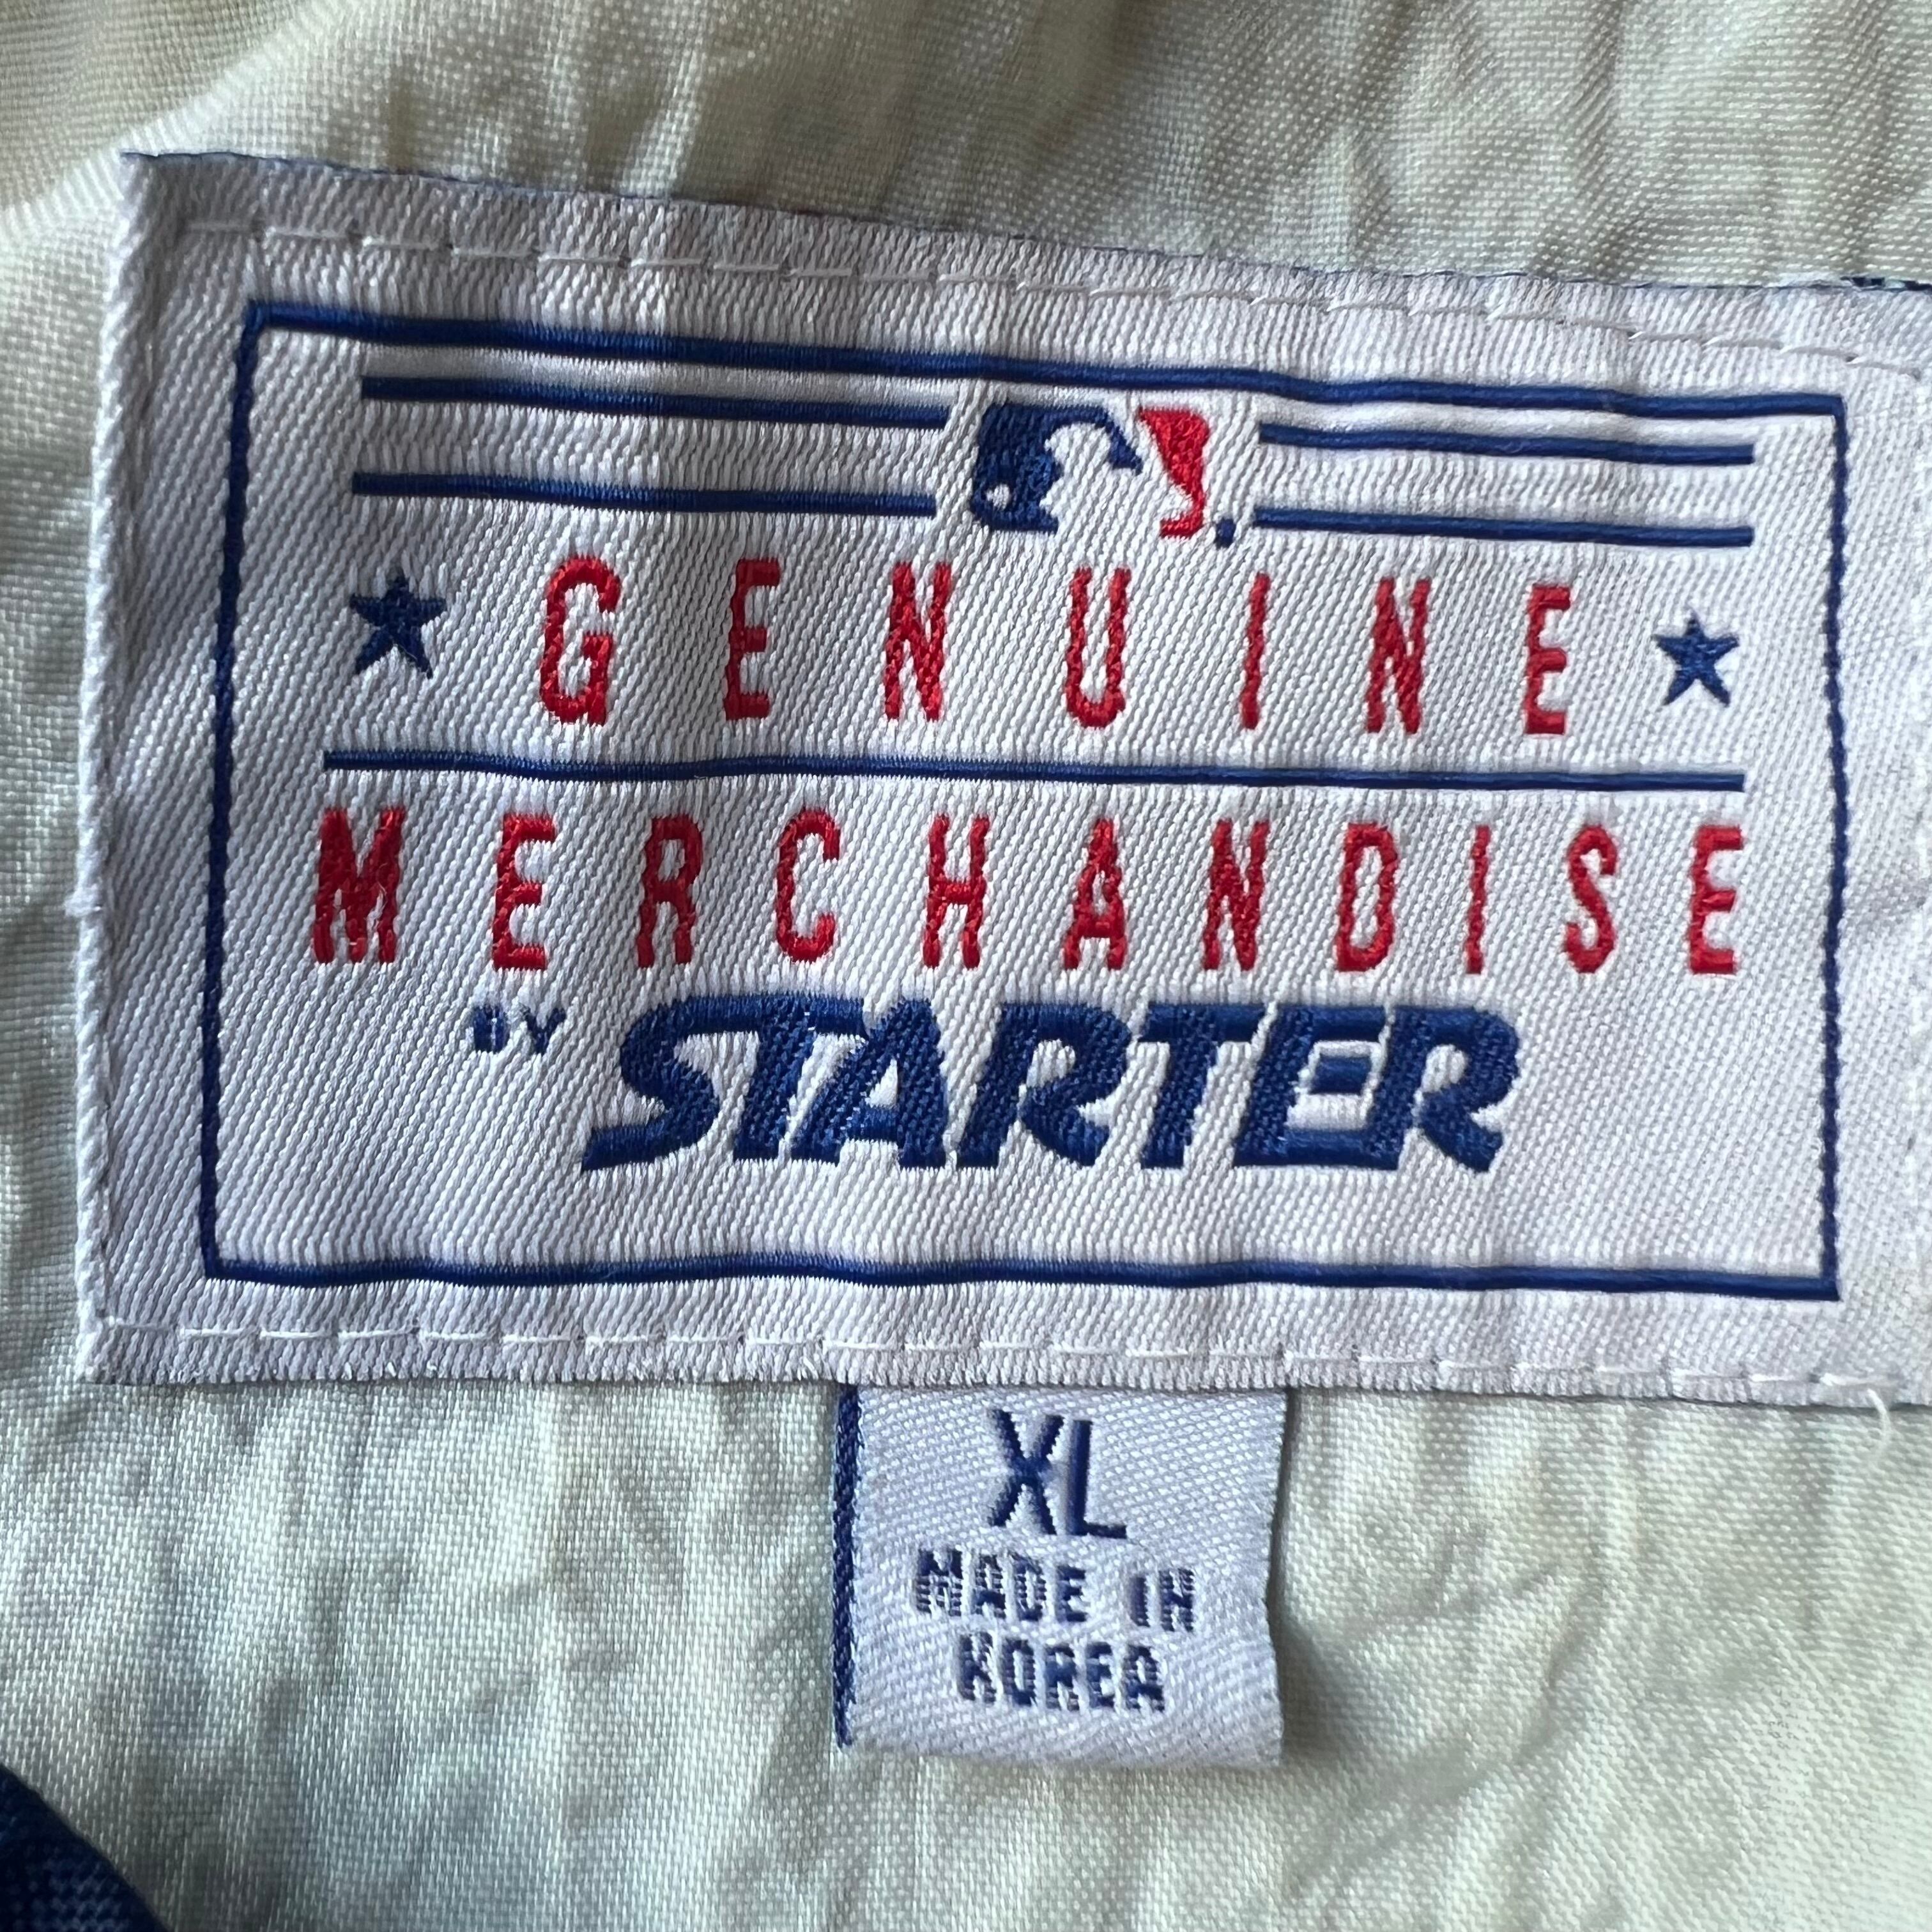 GENUINE
MERCHANDISE
BY STARTER
XL
MADE IN
KOREA